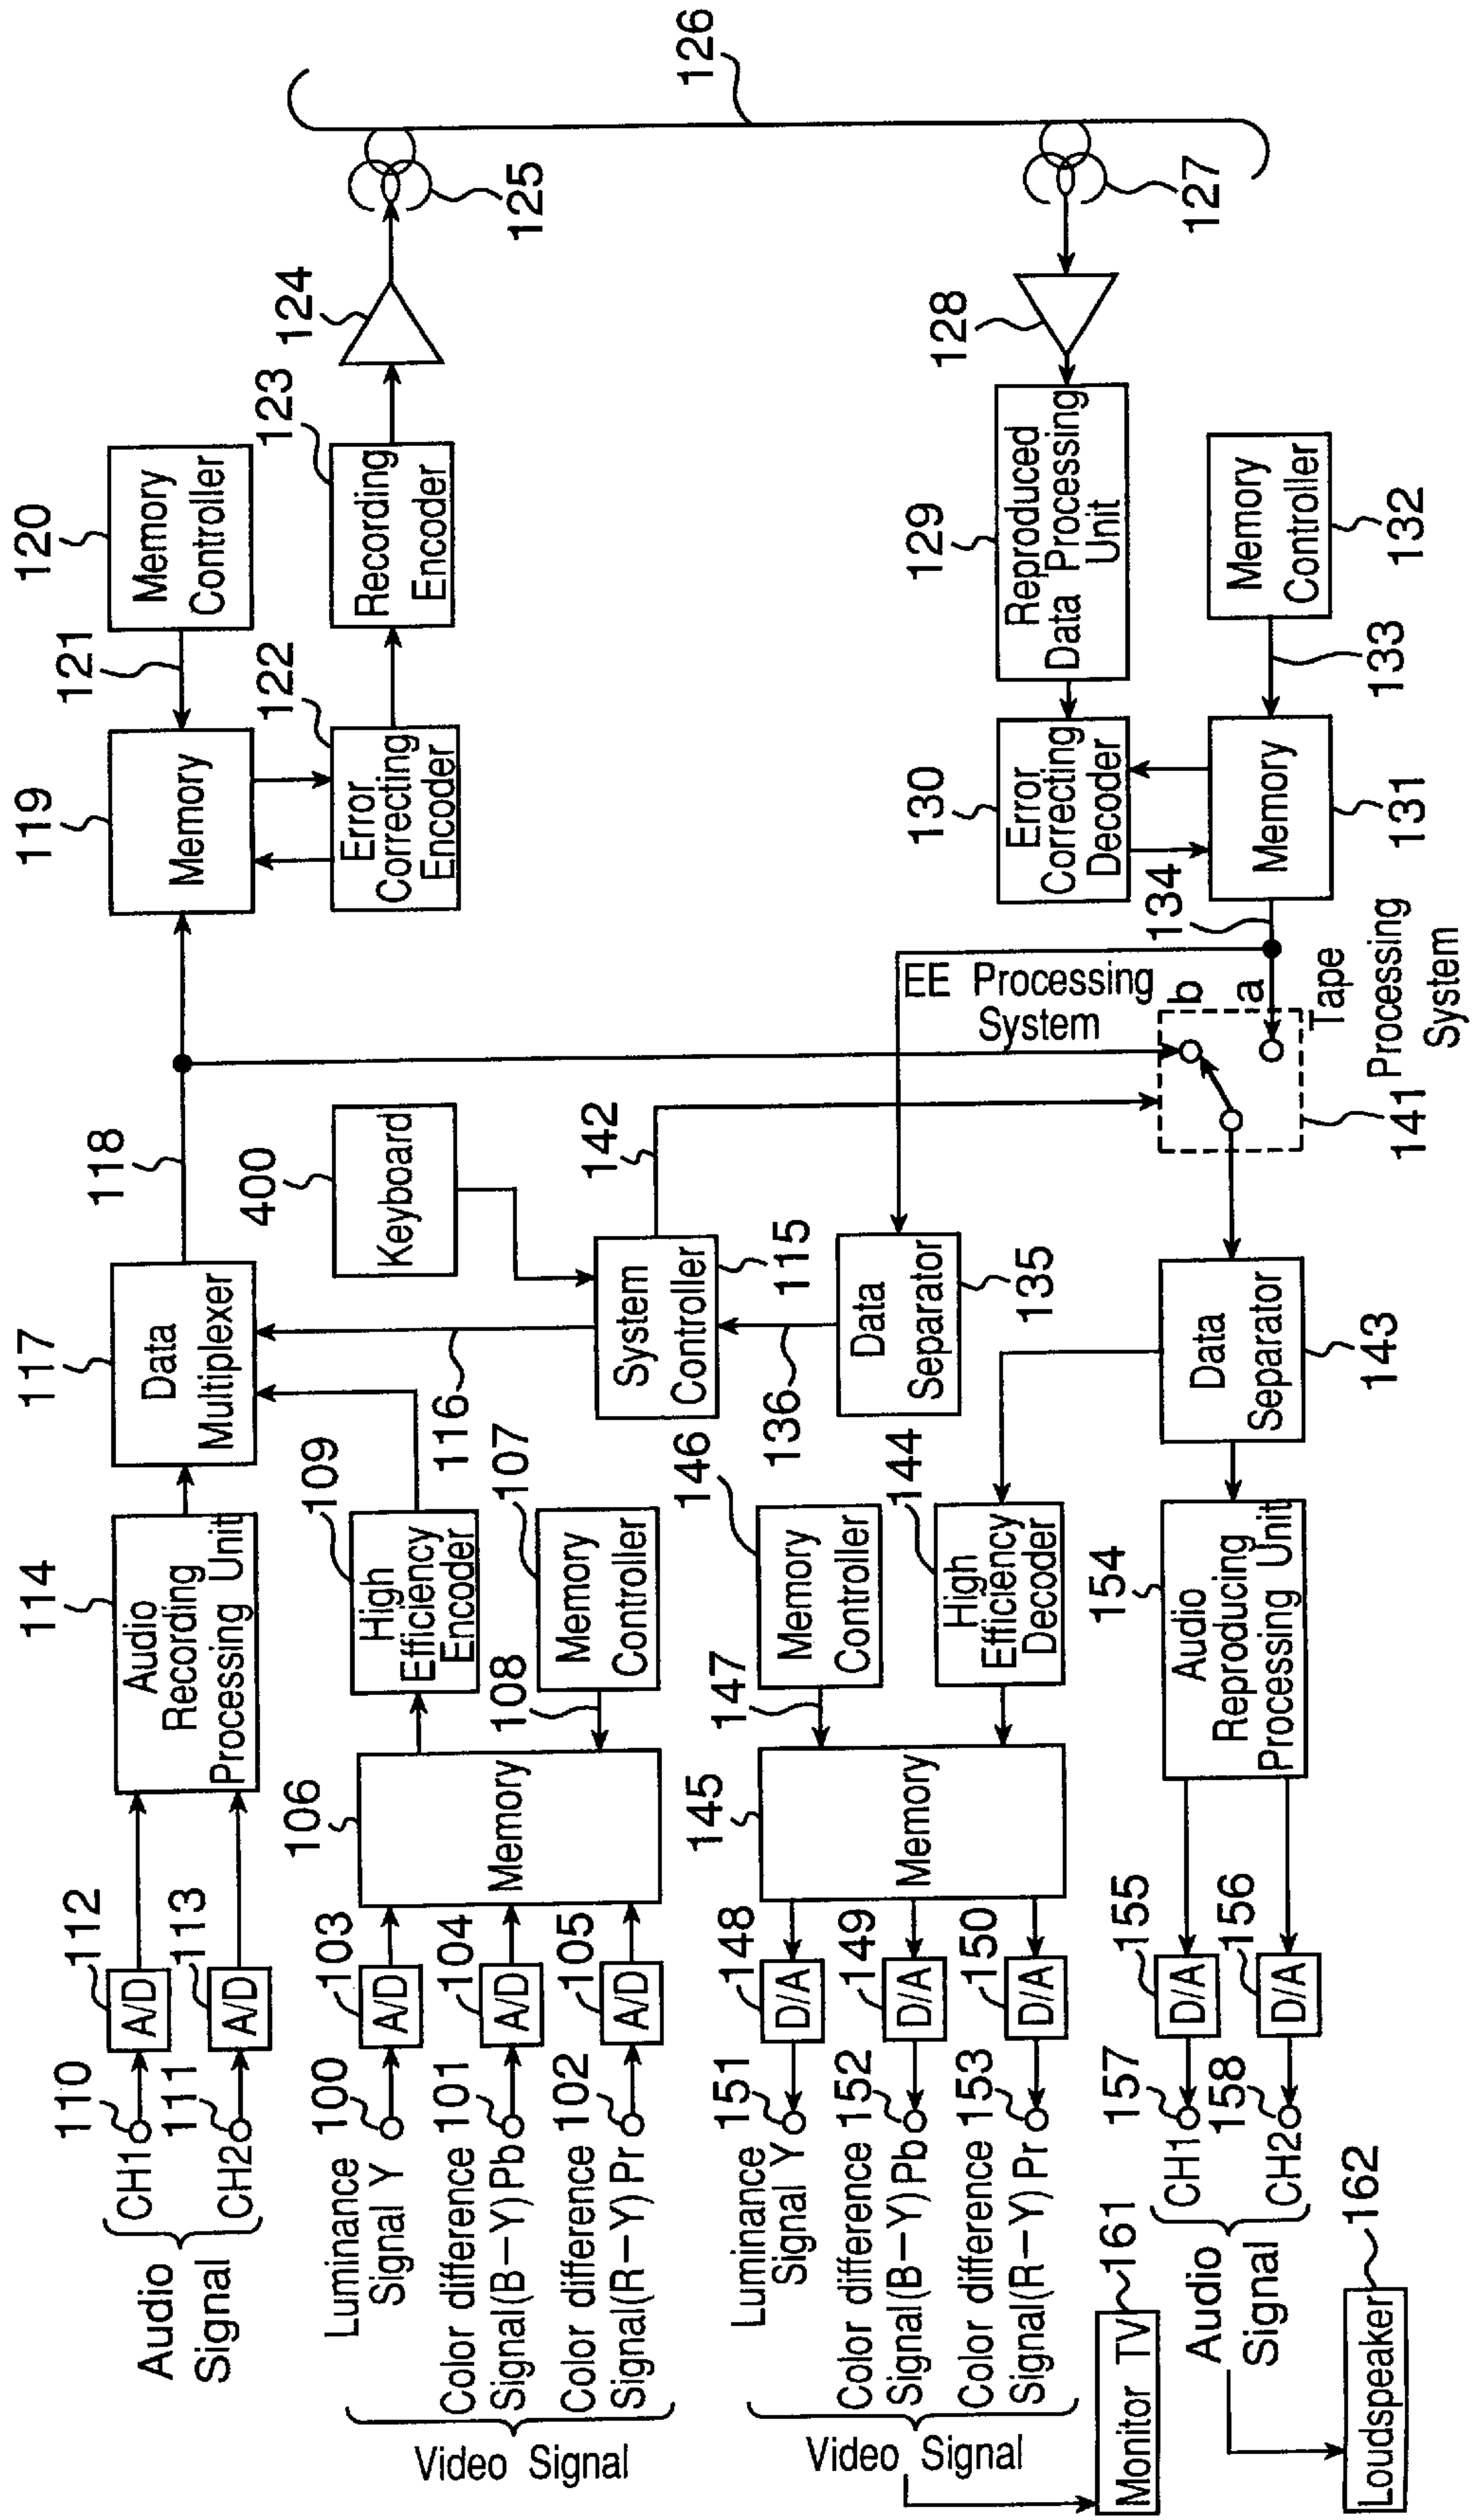 Audio
Signal
CH1
CH2
110
111
112
113
A/D
A/D
114
Audio
Recording
Processing Unit
117
Data
Multiplexer
118
119
Memory
121
120
Memory
Controller
Video Signal
Luminance
Signal Y
Color difference
Signal(B-Y)Pb
Color difference
Signal(R-Y)Pr
100
101
102
103
A/D
104
A/D
105
A/D
106
Memory
108
107
Memory
Controller
109
High
Efficiency
Encoder
116
400
Keyboard
System
Controller
115
142
122
Error
Correcting
Encoder
123
Recording
Encoder
124
125
126
Video Signal
Luminance
Signal Y
Color difference
Signal(B-Y)Pb
Color difference
Signal(R-Y)Pr
151
152
153
148
D/A
149
D/A
150
D/A
145
Memory
147
146
Memory
Controller
144
High
Efficiency
Decoder
136
Data
Separator
135
EE Processing
System
130
Error
Correcting
Decoder
129
Reproduced
Data Processing
Unit
128
127
Monitor TV
161
Audio
Signal
CH1
CH2
157
158
155
D/A
156
D/A
154
Audio
Reproducing
Processing Unit
Data
Separator
143
141
b
a
Tape
Processing
System
134
Memory
131
133
Memory
Controller
132
Loudspeaker
162